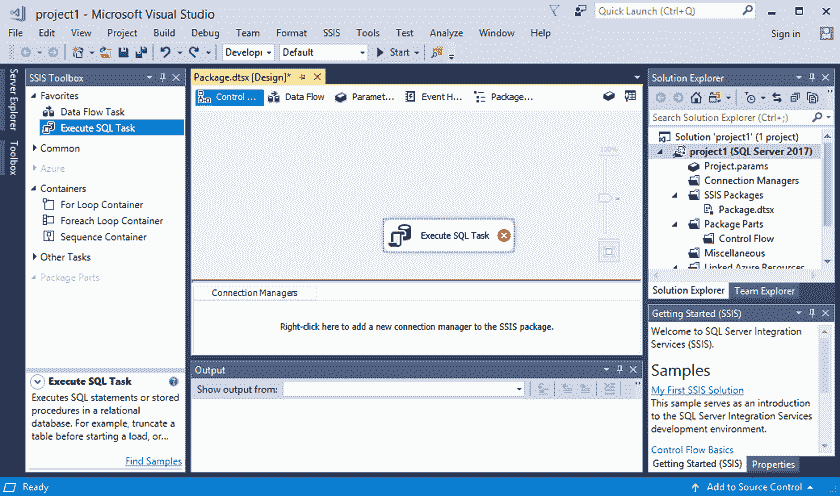 project1 - Microsoft Visual Studio
Quick Launch (Ctrl+Q)
File Edit View Project Build Debug Team Format SSIS Tools Test Analyze Window Help
Sign in
Developi Default Start
Server Explorer
Toolbox
SSIS Toolbox
Favorites
Data Flow Task
Execute SQL Task
Common
Azure
Containers
For Loop Container
Foreach Loop Container
Sequence Container
Other Tasks
Package Parts
Execute SQL Task
Executes SQL statements or stored
procedures in a relational
database. For example, truncate a
table before starting a load, or...
Find Samples
Package.dtsx [Design]*
Control ... Data Flow Paramet... Event H... Package...
100%
Execute SQL Task
Connection Managers
Right-click here to add a new connection manager to the SSIS package.
Output
Show output from:
Solution Explorer
Search Solution Explorer (Ctrl+;)
Solution 'project1' (1 project)
project1 (SQL Server 2017)
Project.params
Connection Managers
SSIS Packages
Package.dtsx
Package Parts
Control Flow
Miscellaneous
Linked Azure Resources
Solution Explorer Team Explorer
Getting Started (SSIS)
Welcome to SQL Server Integration
Services (SSIS).
Samples
My First SSIS Solution
This sample serves as an introduction
to the SQL Server Integration Services
development environment.
Control Flow Basics
Getting Started (SSIS) Properties
Ready
Add to Source Control